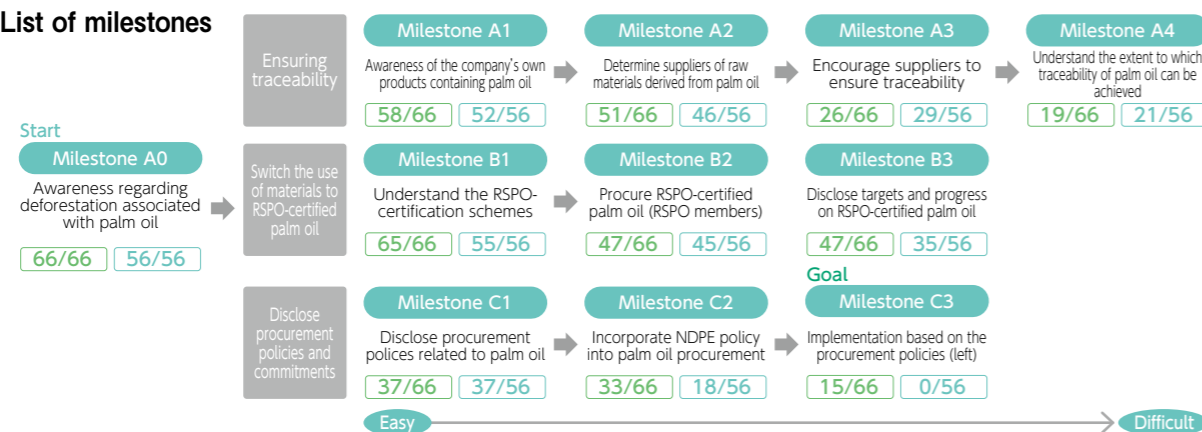 List of milestones
Start
Milestone A0
Awareness regarding
deforestation associated
with palm oil
66/66 56/56
Ensuring
traceability
Milestone A1
Awareness of the company's own
products containing palm oil
58/66 52/56
Milestone A2
Determine suppliers of raw
materials derived from palm oil
51/66 46/56
Milestone A3
Encourage suppliers to
ensure traceability
26/66 29/56
Milestone A4
Understand the extent to which
traceability of palm oil can be
achieved
19/66 21/56
Switch the use
of materials to
RSPO-certified
palm oil
Milestone B1
Understand the RSPO-
certification schemes
65/66 55/56
Milestone B2
Procure RSPO-certified
palm oil (RSPO members)
47/66 45/56
Milestone B3
Disclose targets and progress
on RSPO-certified palm oil
47/66 35/56
Disclose
procurement
policies and
commitments
Milestone C1
Disclose procurement
polices related to palm oil
37/66 37/56
Milestone C2
Incorporate NDPE policy
into palm oil procurement
33/66 18/56
Goal
Milestone C3
Implementation based on the
procurement policies (left)
15/66 0/56
Easy
Difficult